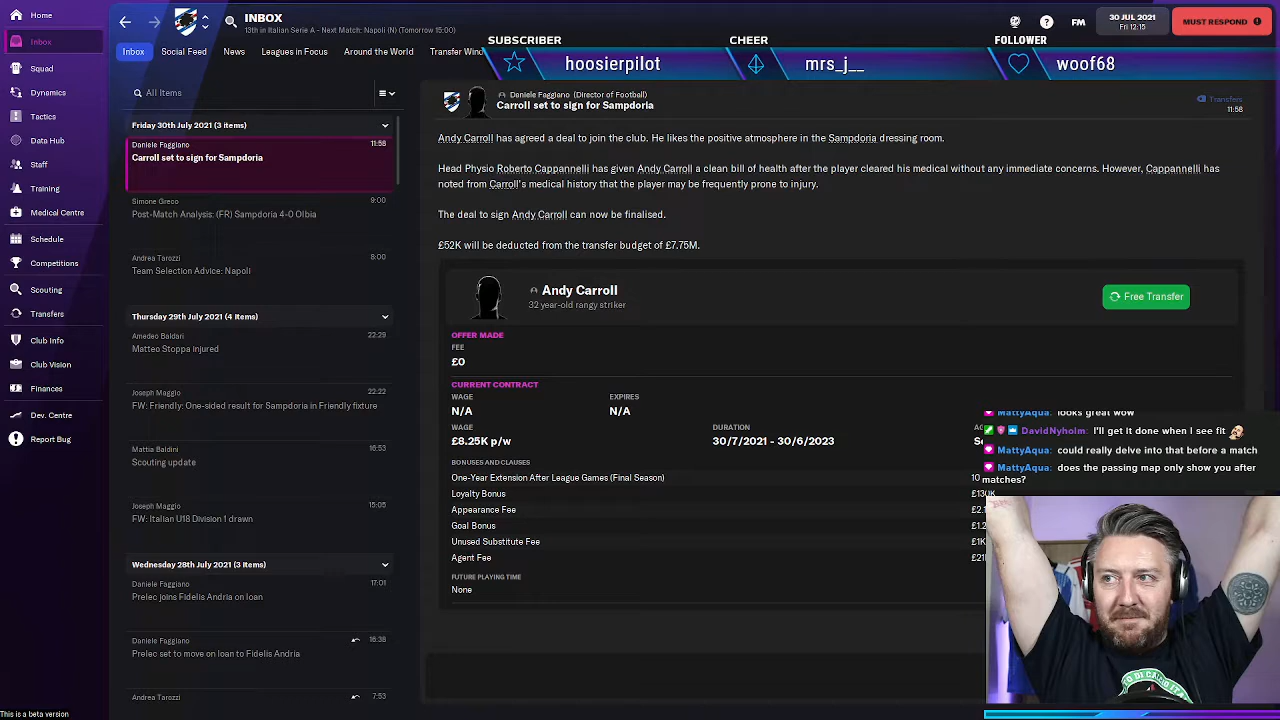 Home
Inbox
Squad
Dynamics
Tactics
Data Hub
Team Report
Staff
Training
Medical Centre
Schedule
Competitions
Scouting
Transfers
Club Info
Club Vision
Finances
Dev. Centre
Report Bug
This is a beta version
INBOX
13th in Italian Serie A - Next Match: Napoli (N) (Tomorrow 15:00)
FM
30 JUL 2021
Fri 12:15
MUST RESPOND
Inbox
Social Feed
News
Leagues in Focus
Around the World
Transfer Wind
SUBSCRIBER
hoosierpilot
CHEER
mrs_j__
FOLLOWER
woof68
All Items
Friday 30th July 2021 (3 items)
Daniele Faggiano 11:58
Carroll set to sign for Sampdoria
Simone Greco 9:00
Post-Match Analysis: (FR) Sampdoria 4-0 Olbia
Andrea Tarozzi 8:00
Team Selection Advice: Napoli
Thursday 29th July 2021 (4 items)
Amedeo Baldari 22:29
Matteo Stoppa injured
Joseph Maggio 22:22
FW: Friendly: One-sided result for Sampdoria in Friendly fixture
Mattia Baldini 16:53
Scouting update
Joseph Maggio 15:05
FW: Italian U18 Division 1 drawn
Wednesday 28th July 2021 (3 items)
Daniele Faggiano 17:01
Prelec joins Fidelis Andria on loan
Daniele Faggiano 16:38
Prelec set to move on loan to Fidelis Andria
Andrea Tarozzi 7:53
Daniele Faggiano (Director of Football)
Carroll set to sign for Sampdoria
Transfers
11:58
Andy Carroll has agreed a deal to join the club. He likes the positive atmosphere in the Sampdoria dressing room.
Head Physio Roberto Cappannelli has given Andy Carroll a clean bill of health after the player cleared his medical without any immediate concerns. However, Cappannelli has
noted from Carroll's medical history that the player may be frequently prone to injury.
The deal to sign Andy Carroll can now be finalised.
£52K will be deducted from the transfer budget of £7.75M.
Andy Carroll
32 year-old rangy striker
Free Transfer
OFFER MADE
FEE
£0
CURRENT CONTRACT
WAGE EXPIRES
N/A N/A
WAGE DURATION
£8.25K p/w 30/7/2021 - 30/6/2023
BONUSES AND CLAUSES
One-Year Extension After League Games (Final Season) 10
Loyalty Bonus £130K
Appearance Fee £2.
Goal Bonus £1.
Unused Substitute Fee £1K
Agent Fee
FUTURE PLAYING TIME
None
MattyAqua: looks great wow
DavidNyholm: I'll get it done when I see fit
MattyAqua: could really delve into that before a match
MattyAqua: does the passing map only show you after
matches?